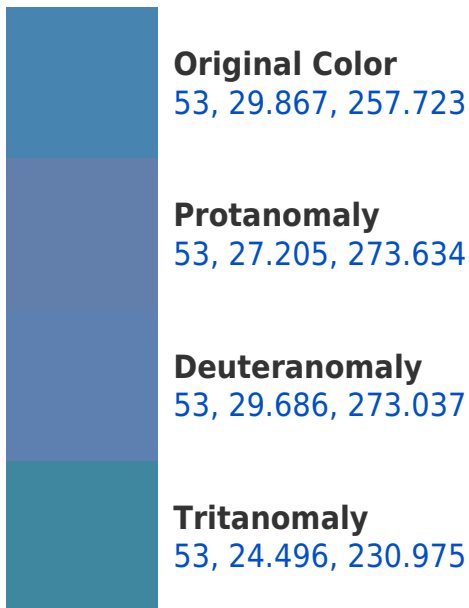 Original Color
53, 29.867, 257.723
Protanomaly
53, 27.205, 273.634
Deuteranomaly
53, 29.686, 273.037
Tritanomaly
53, 24.496, 230.975